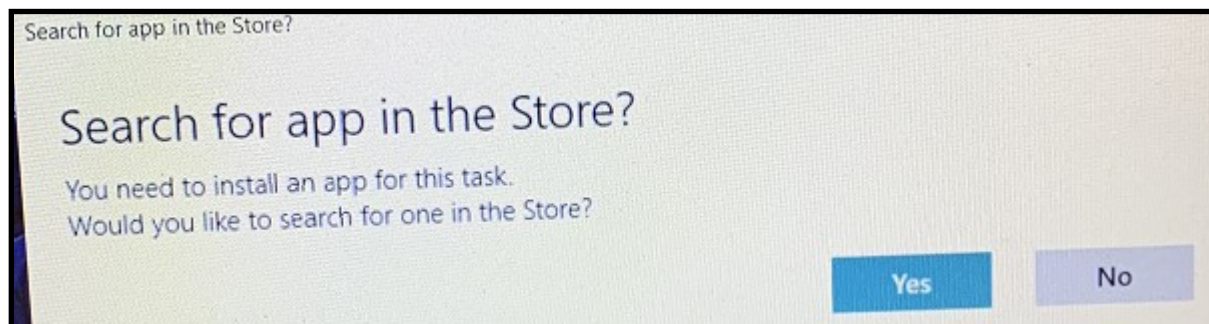 Search for app in the Store?
Search for app in the Store?
You need to install an app for this task.
Would you like to search for one in the Store?
Yes
No